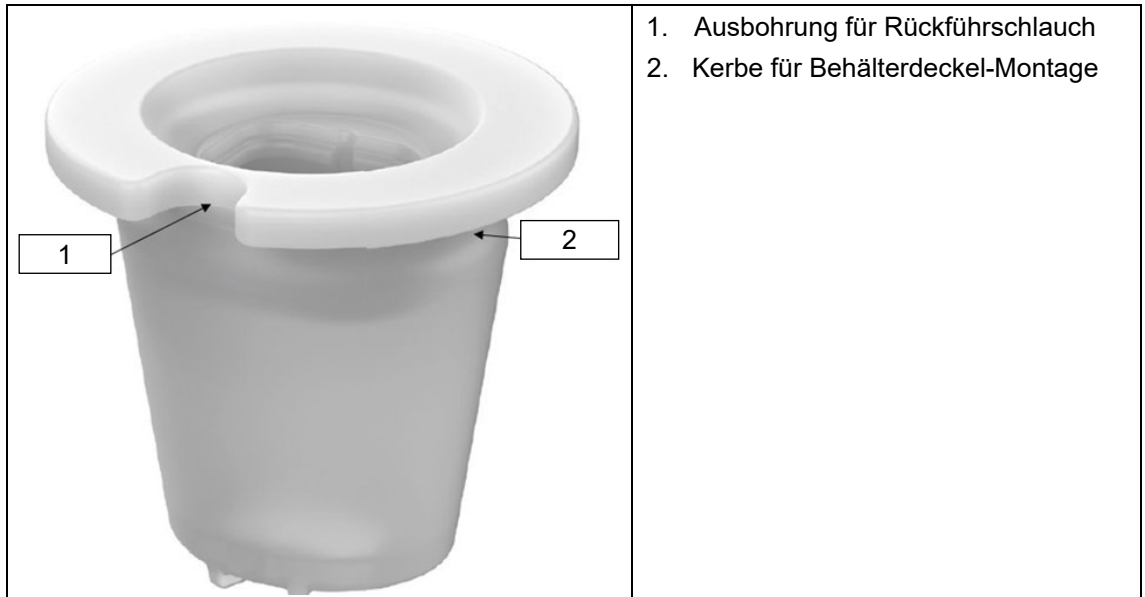 1. Ausbohrung für Rückführschlauch
2. Kerbe für Behälterdeckel-Montage
1
2